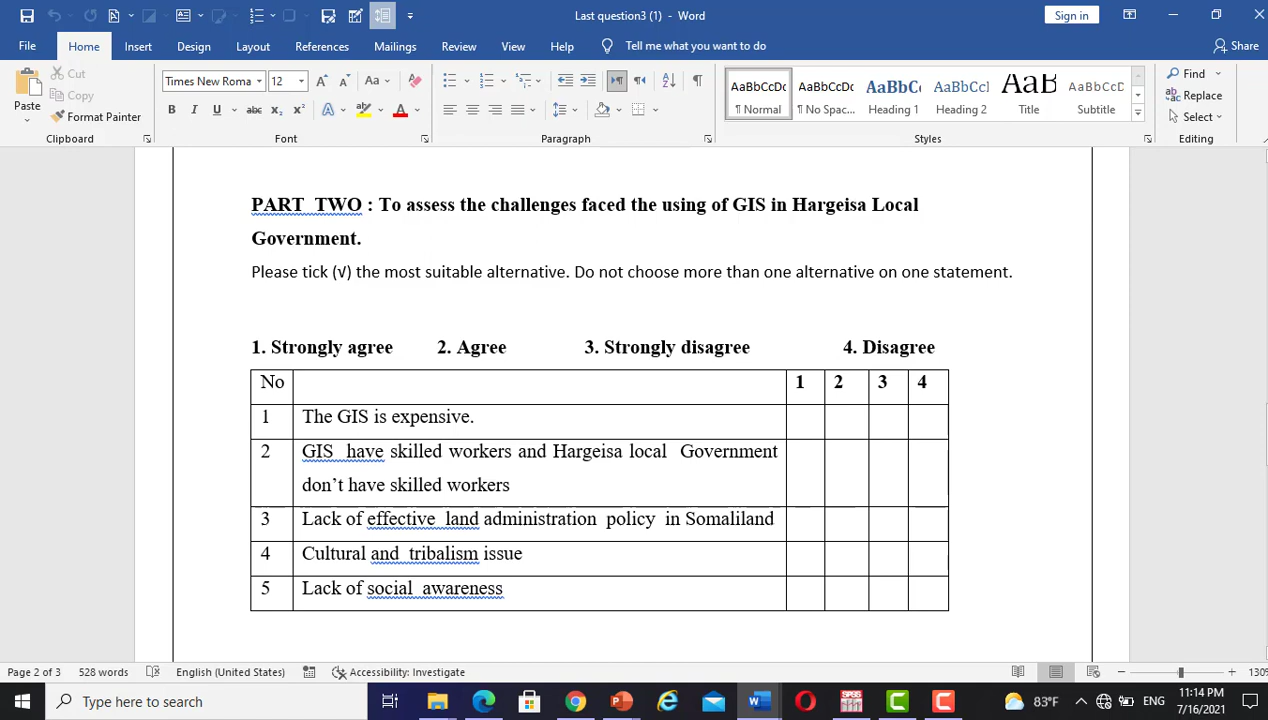 Last question3 (1) - Word
Sign in
File Home Insert Design Layout References Mailings Review View Help Tell me what you want to do Share
Paste
Cut
Copy
Format Painter
Clipboard
Times New Roma 12
Font
Paragraph
AaBbCcDc AaBbCcDc AaBbCc AaBbCcC AaB AaBbCcC
¶ Normal ¶ No Spac... Heading 1 Heading 2 Title Subtitle
Styles
Find
Replace
Select
Editing
PART TWO : To assess the challenges faced the using of GIS in Hargeisa Local
Government.
Please tick (√) the most suitable alternative. Do not choose more than one alternative on one statement.
1. Strongly agree 2. Agree 3. Strongly disagree 4. Disagree
No 1 2 3 4
1 The GIS is expensive.
2 GIS have skilled workers and Hargeisa local Government
don’t have skilled workers
3 Lack of effective land administration policy in Somaliland
4 Cultural and tribalism issue
5 Lack of social awareness
Page 2 of 3 528 words English (United States) Accessibility: Investigate 130%
Type here to search
83°F ENG
11:14 PM
7/16/2021